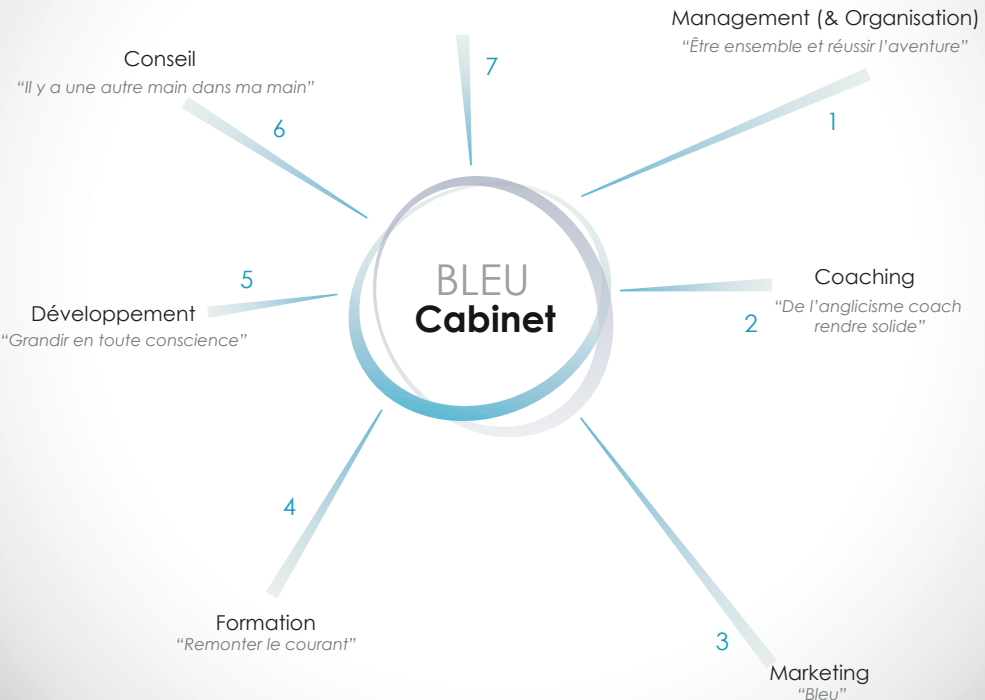 Management (& Organisation)
“Être ensemble et réussir l’aventure”
Conseil
“Il y a une autre main dans ma main”
7
1
6
BLEU
Cabinet
5
Développement
“Grandir en toute conscience”
Coaching
“De l’anglicisme coach
rendre solide”
2
4
Formation
“Remonter le courant”
3
Marketing
“Bleu”